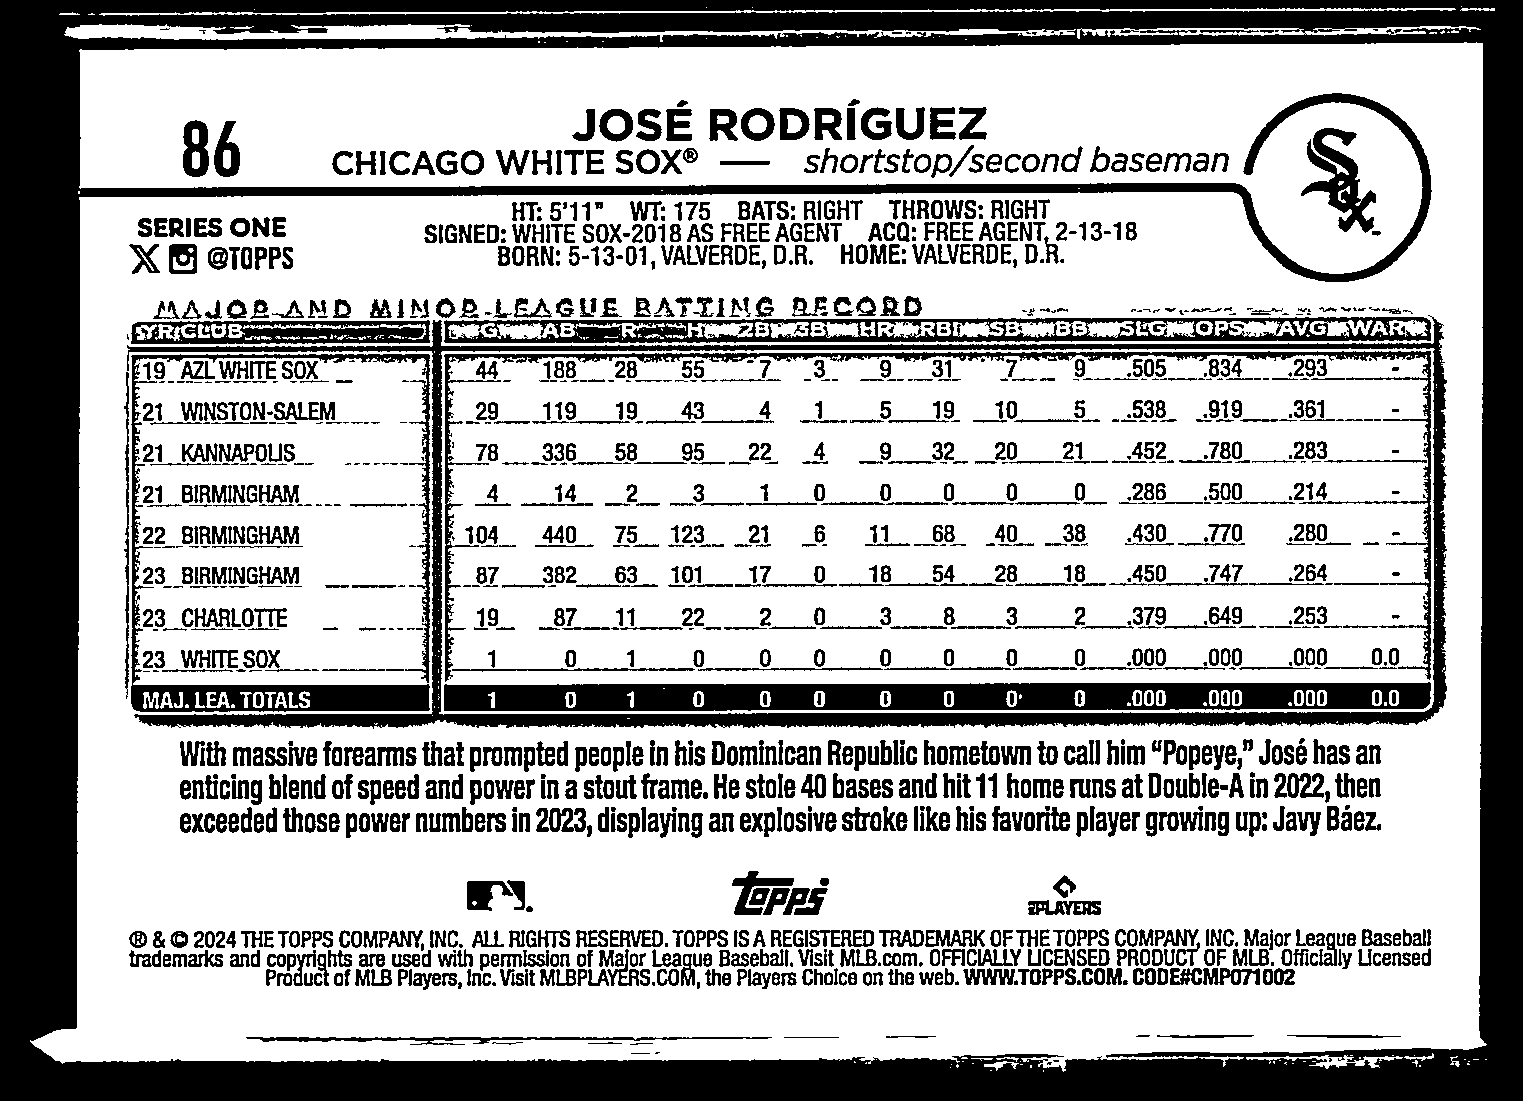 86
JOSÉ RODRÍGUEZ
CHICAGO WHITE SOX® — shortstop/second baseman
SERIES ONE
@TOPPS
HT: 5'11" WT: 175 BATS: RIGHT THROWS: RIGHT
SIGNED: WHITE SOX-2018 AS FREE AGENT ACQ: FREE AGENT, 2-13-18
BORN: 5-13-01, VALVERDE, D.R. HOME: VALVERDE, D.R.
Sox
MAJOR AND MINOR LEAGUE BATTING RECORD
YR CLUB G AB R H 2B 3B HR RBI SB BB SLG OPS AVG WAR
19 AZL WHITE SOX 44 188 28 55 7 3 9 31 7 9 .505 .834 .293 -
21 WINSTON-SALEM 29 119 19 43 4 1 5 19 10 5 .538 .919 .361 -
21 KANNAPOLIS 78 336 58 95 22 4 9 32 20 21 .452 .780 .283 -
21 BIRMINGHAM 4 14 2 3 1 0 0 0 0 0 .286 .500 .214 -
22 BIRMINGHAM 104 440 75 123 21 6 11 68 40 38 .430 .770 .280 -
23 BIRMINGHAM 87 382 63 101 17 0 18 54 28 18 .450 .747 .264 -
23 CHARLOTTE 19 87 11 22 2 0 3 8 3 2 .379 .649 .253 -
23 WHITE SOX 1 0 1 0 0 0 0 0 0 0 .000 .000 .000 0.0
MAJ. LEA. TOTALS 1 0 1 0 0 0 0 0 0 0 .000 .000 .000 0.0
With massive forearms that prompted people in his Dominican Republic hometown to call him “Popeye,” José has an
enticing blend of speed and power in a stout frame. He stole 40 bases and hit 11 home runs at Double-A in 2022, then
exceeded those power numbers in 2023, displaying an explosive stroke like his favorite player growing up: Javy Báez.
Topps
PLAYERS
® & © 2024 THE TOPPS COMPANY, INC. ALL RIGHTS RESERVED. TOPPS IS A REGISTERED TRADEMARK OF THE TOPPS COMPANY, INC. Major League Baseball
trademarks and copyrights are used with permission of Major League Baseball. Visit MLB.com. OFFICIALLY LICENSED PRODUCT OF MLB. Officially Licensed
Product of MLB Players, Inc. Visit MLBPLAYERS.COM, the Players Choice on the web. WWW.TOPPS.COM. CODE#CMP071002